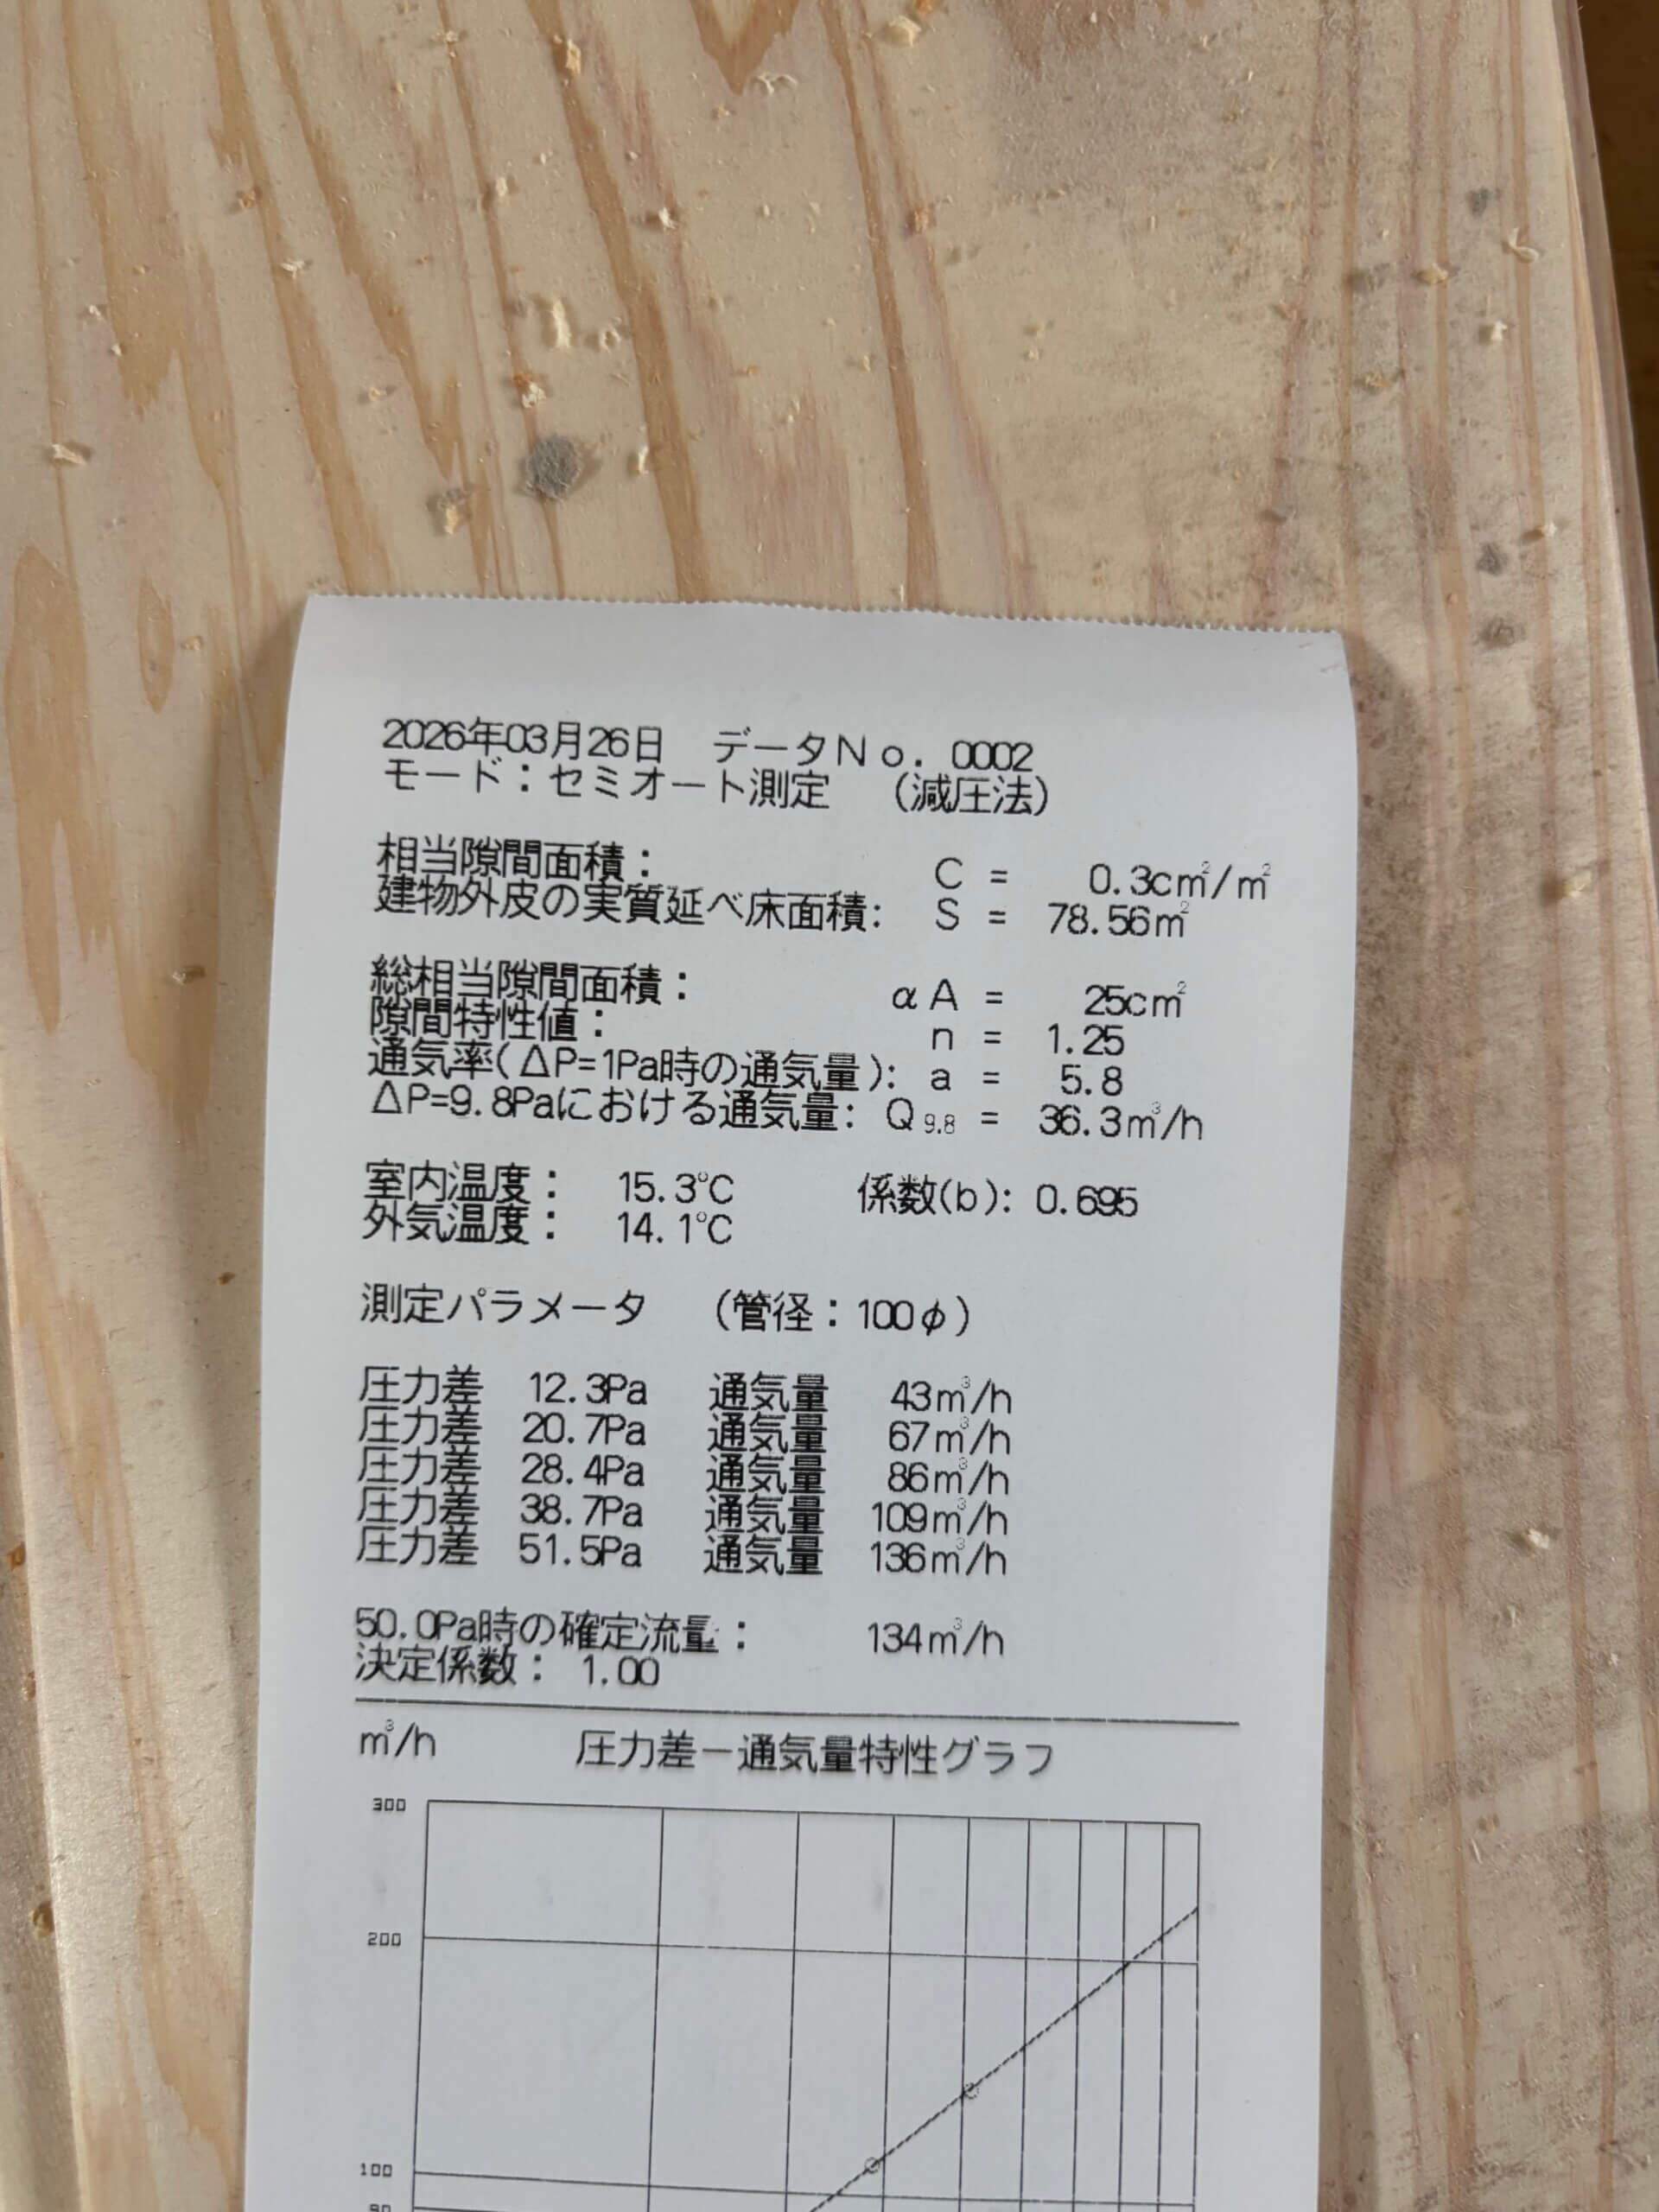 2026年03月26日 データNo. 0002
モード：セミオート測定 （減圧法）
相当隙間面積： C = 0.3cm²/m²
建物外皮の実質延べ床面積： S = 78.56m²
総相当隙間面積： αA = 25cm²
隙間特性値： n = 1.25
通気率(ΔP=1Pa時の通気量)： a = 5.8
ΔP=9.8Paにおける通気量： Q9.8 = 36.3m³/h
室内温度： 15.3℃ 係数(b)： 0.695
外気温度： 14.1℃
測定パラメータ （管径：100φ）
圧力差 12.3Pa 通気量 43m³/h
圧力差 20.7Pa 通気量 67m³/h
圧力差 28.4Pa 通気量 86m³/h
圧力差 38.7Pa 通気量 109m³/h
圧力差 51.5Pa 通気量 136m³/h
50.0Pa時の確定流量： 134m³/h
決定係数： 1.00
m³/h 圧力差－通気量特性グラフ
300
200
100
90